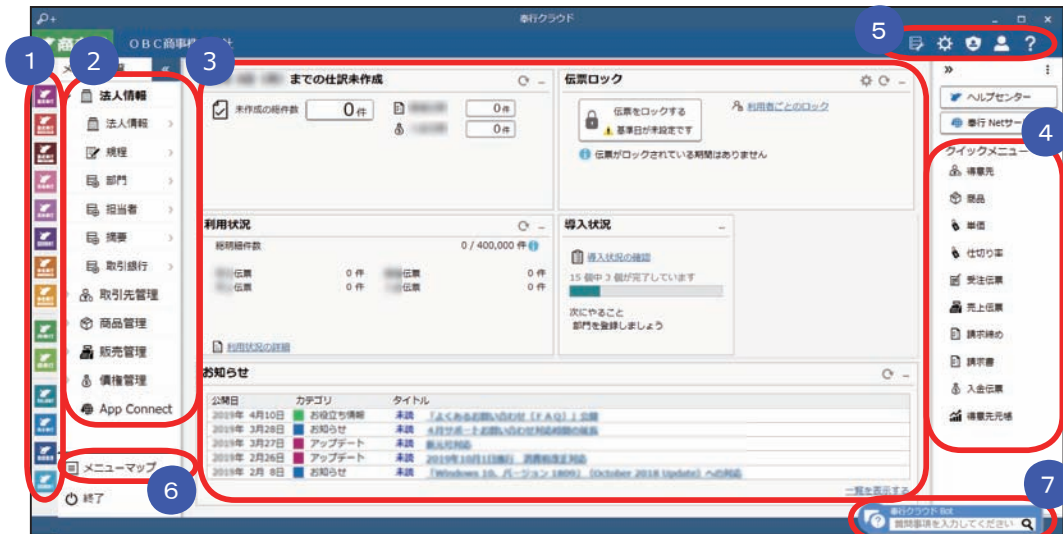 奉行クラウド
ＯＢＣ商事
5
1
2
3
4
6
7
法人情報
法人情報
規程
部門
担当者
摘要
取引銀行
取引先管理
商品管理
販売管理
債権管理
App Connect
メニューマップ
終了
までの仕訳未作成
未作成の総件数
0件
0件
0件
伝票ロック
伝票をロックする
基準日が未設定です
利用者ごとのロック
伝票がロックされている期間はありません
利用状況
総明細件数
0 / 400,000 件
伝票 0 件 伝票 0 件
伝票 0 件 伝票 0 件
利用状況の詳細
導入状況
導入状況の確認
15 個中 3 個が完了しています
次にやること
部門を登録しましょう
お知らせ
公開日 カテゴリ タイトル
2019年 4月10日 お役立ち情報 未読 「よくあるお問い合わせ（ＦＡＱ）」公開
2019年 3月28日 お知らせ 未読 4月サポートお問い合わせ対応時間の延長
2019年 3月27日 アップデート 未読 新元号対応
2019年 2月26日 アップデート 未読 2019年10月1日施行 消費税改正対応
2019年 2月 8日 お知らせ 未読 「Windows 10、バージョン 1809」（October 2018 Update）への対応
一覧を表示する
ヘルプセンター
奉行 Netサー
クイックメニュー
得意先
商品
単価
仕切り率
受注伝票
売上伝票
請求締め
請求書
入金伝票
得意先元帳
奉行クラウド Bot
質問事項を入力してください